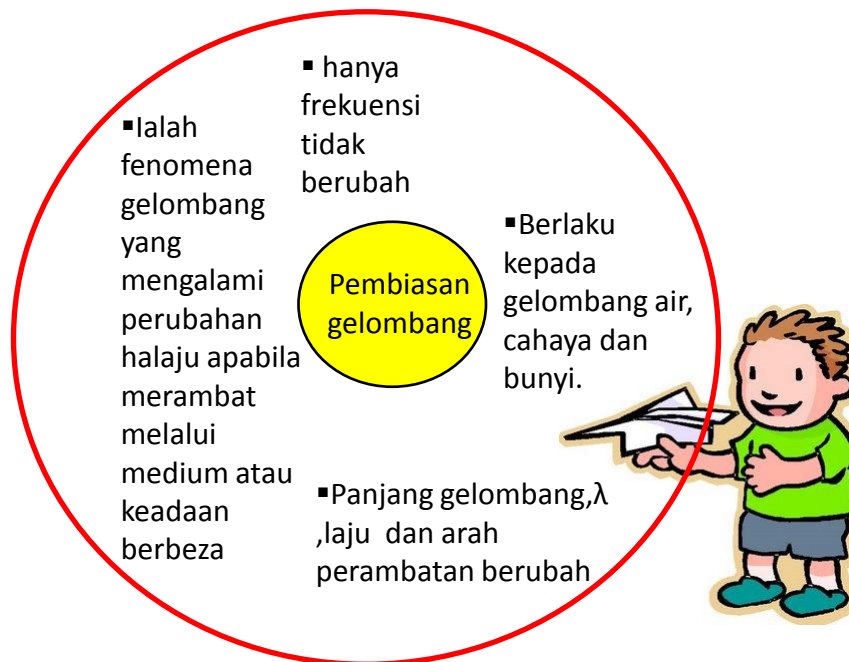 ▪ hanya
frekuensi
tidak
berubah
▪Ialah
fenomena
gelombang
yang
mengalami
perubahan
halaju apabila
merambat
melalui
medium atau
keadaan
berbeza
Pembiasan
gelombang
▪Berlaku
kepada
gelombang air,
cahaya dan
bunyi.
▪Panjang gelombang,λ
,laju dan arah
perambatan berubah